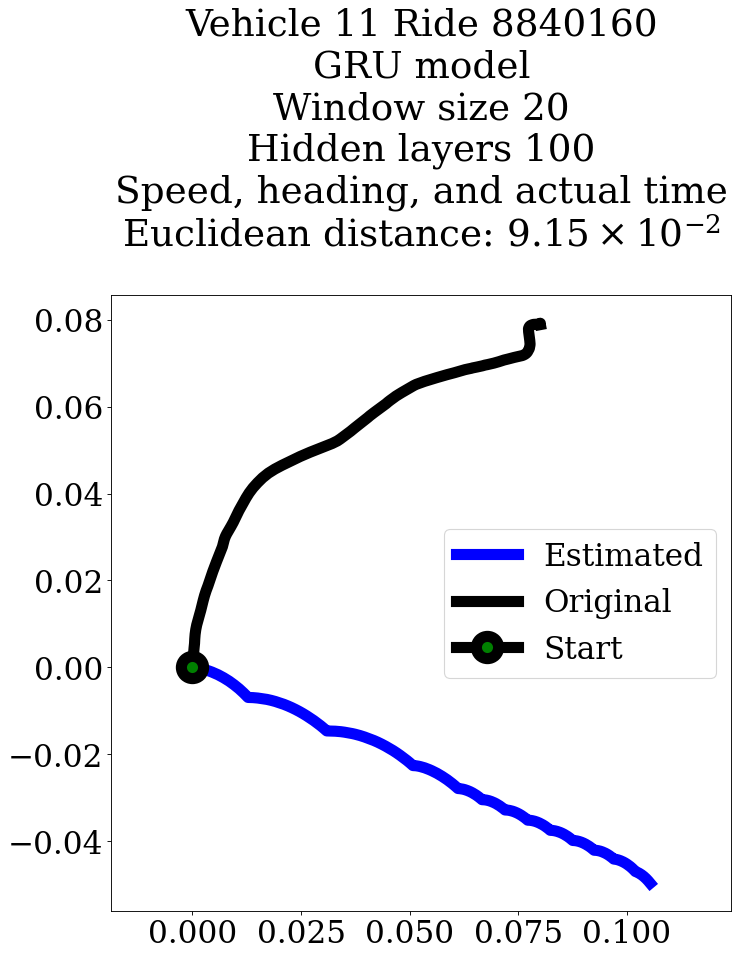 Vehicle 11 Ride 8840160
GRU model
Window size 20
Hidden layers 100
Speed, heading, and actual time
Euclidean distance: 9.15 × 10⁻²
0.08
0.06
0.04
0.02
0.00
−0.02
−0.04
Estimated
Original
Start
0.000 0.025 0.050 0.075 0.100